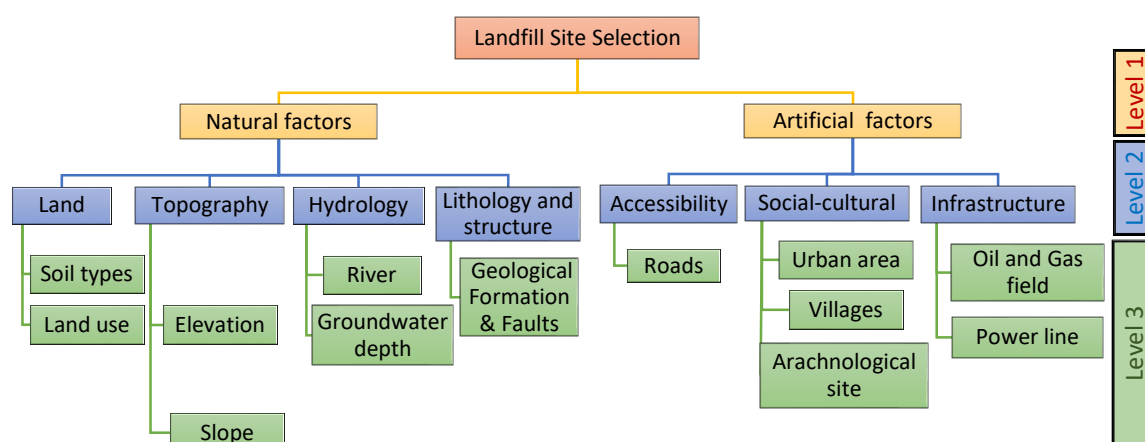 Landfill Site Selection
Level 1
Natural factors
Artificial factors
Level 2
Land
Topography
Hydrology
Lithology and
structure
Accessibility
Social-cultural
Infrastructure
Level 3
Soil types
Land use
Elevation
Slope
River
Groundwater
depth
Geological
Formation
& Faults
Roads
Urban area
Villages
Arachnological
site
Oil and Gas
field
Power line